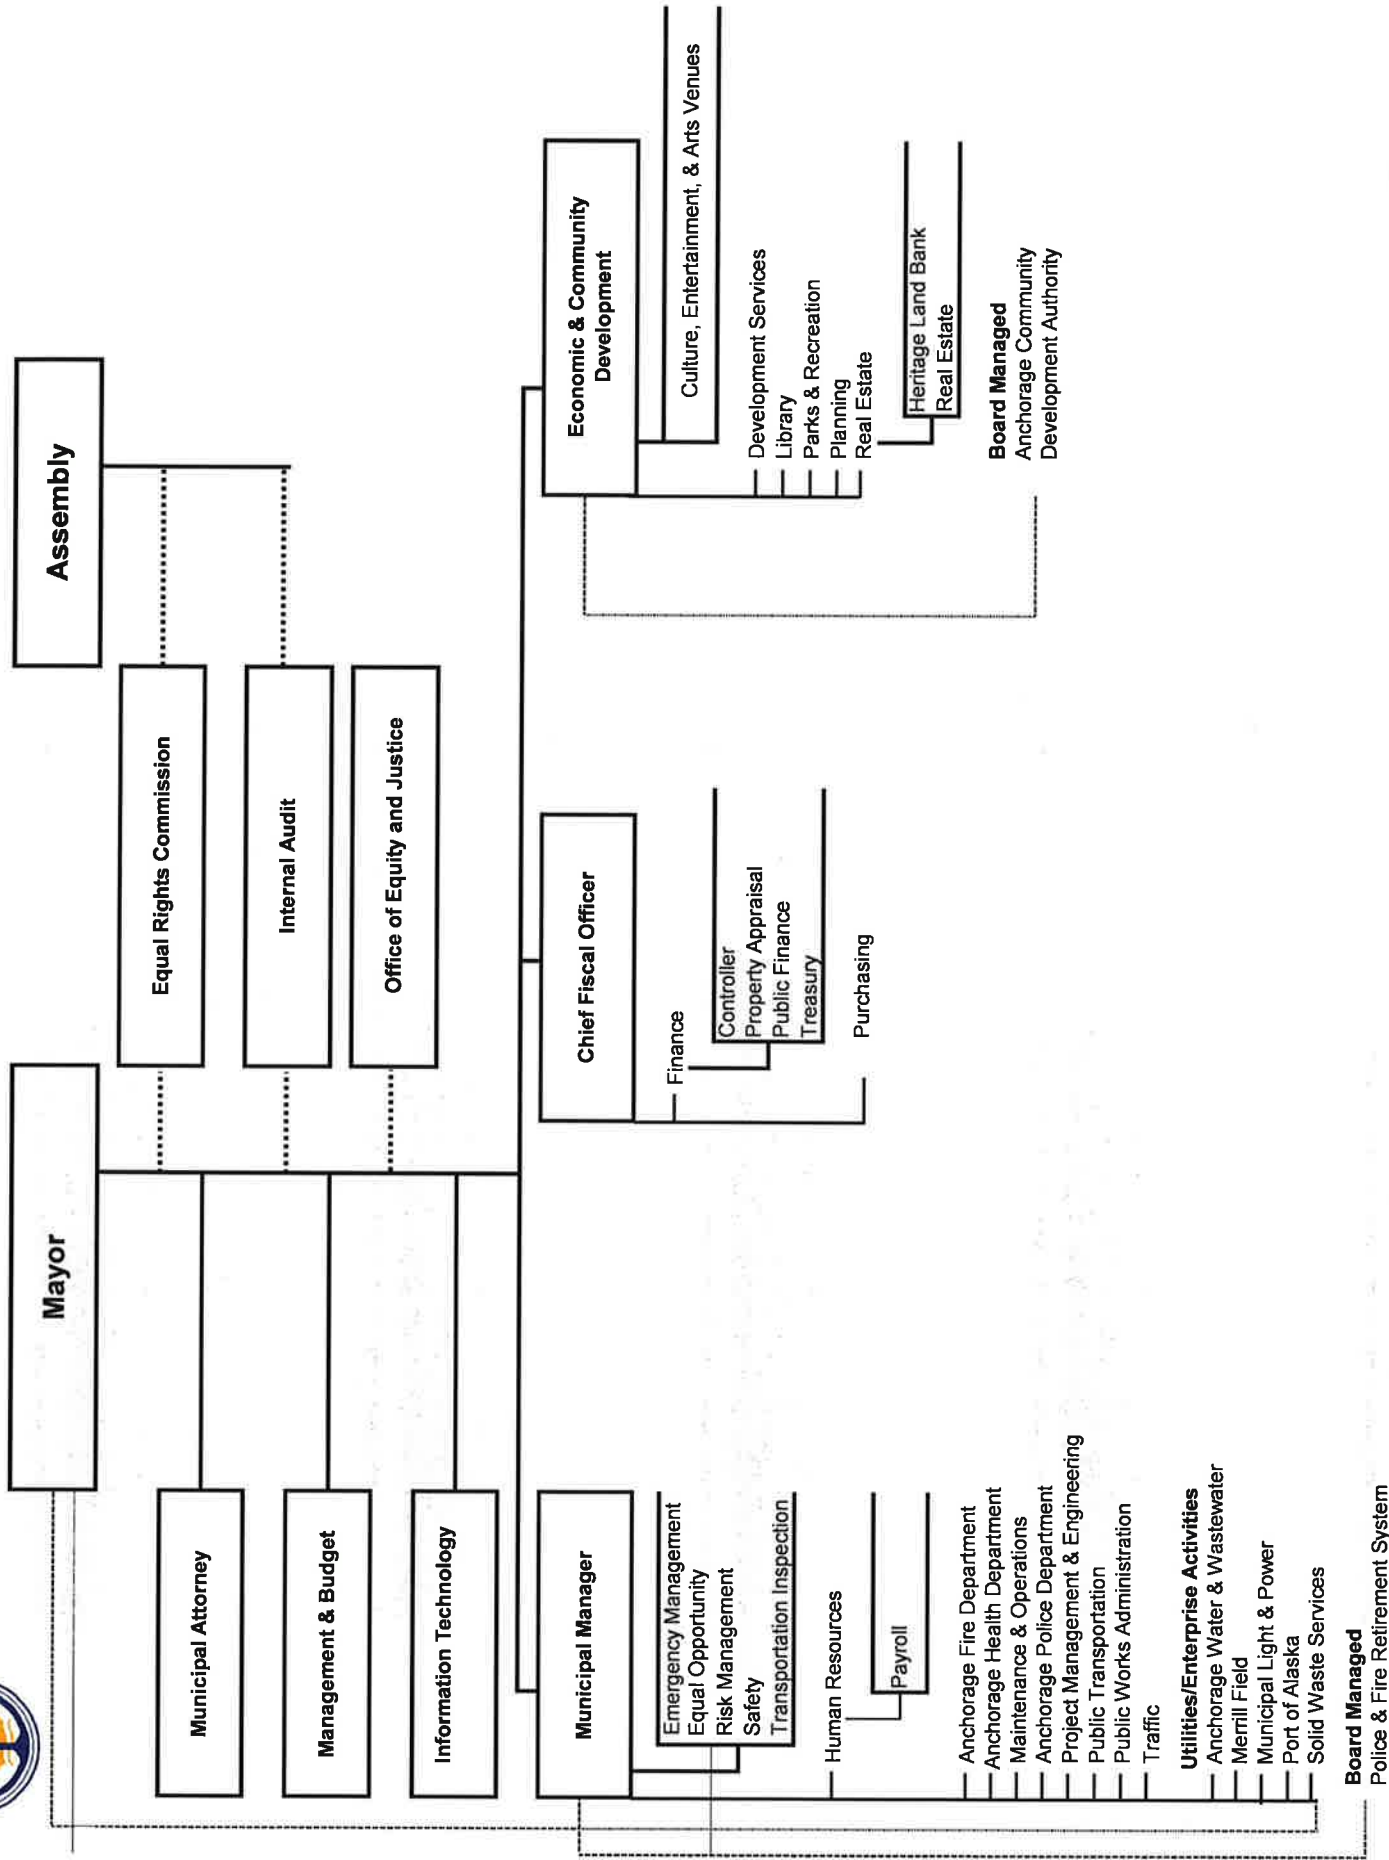 Mayor
Assembly
Equal Rights Commission
Internal Audit
Office of Equity and Justice
Municipal Attorney
Management & Budget
Information Technology
Municipal Manager
Emergency Management
Equal Opportunity
Risk Management
Safety
Transportation Inspection
Human Resources
Payroll
Anchorage Fire Department
Anchorage Health Department
Maintenance & Operations
Anchorage Police Department
Project Management & Engineering
Public Transportation
Public Works Administration
Traffic
Utilities/Enterprise Activities
Anchorage Water & Wastewater
Merrill Field
Municipal Light & Power
Port of Alaska
Solid Waste Services
Board Managed
Police & Fire Retirement System
Chief Fiscal Officer
Finance
Controller
Property Appraisal
Public Finance
Treasury
Purchasing
Economic & Community
Development
Culture, Entertainment, & Arts Venues
Development Services
Library
Parks & Recreation
Planning
Real Estate
Heritage Land Bank
Real Estate
Board Managed
Anchorage Community
Development Authority